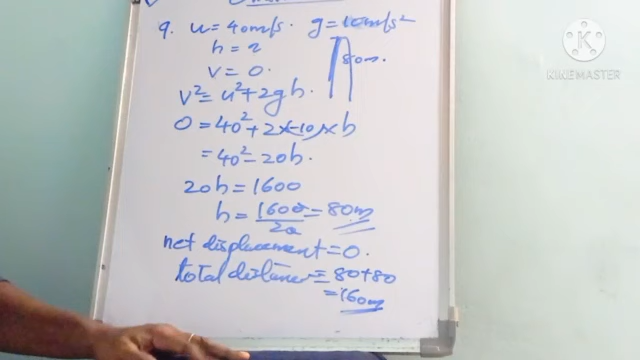 9. u = 40m/s. g = 10m/s²
h = ?
80m.
v = 0.
v² = u² + 2gh.
0 = 40² + 2×-10×h
= 40² - 20h.
20h = 1600
h = 1600/20 = 80m
net displacement = 0.
total distance = 80+80
= 160m
KINEMASTER